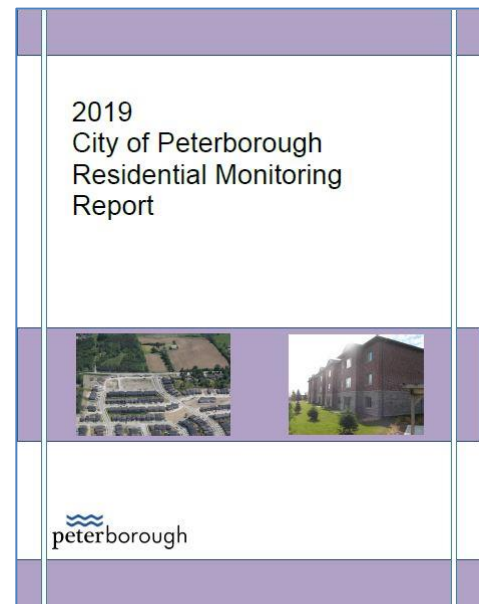 2019
City of Peterborough
Residential Monitoring
Report
peterborough